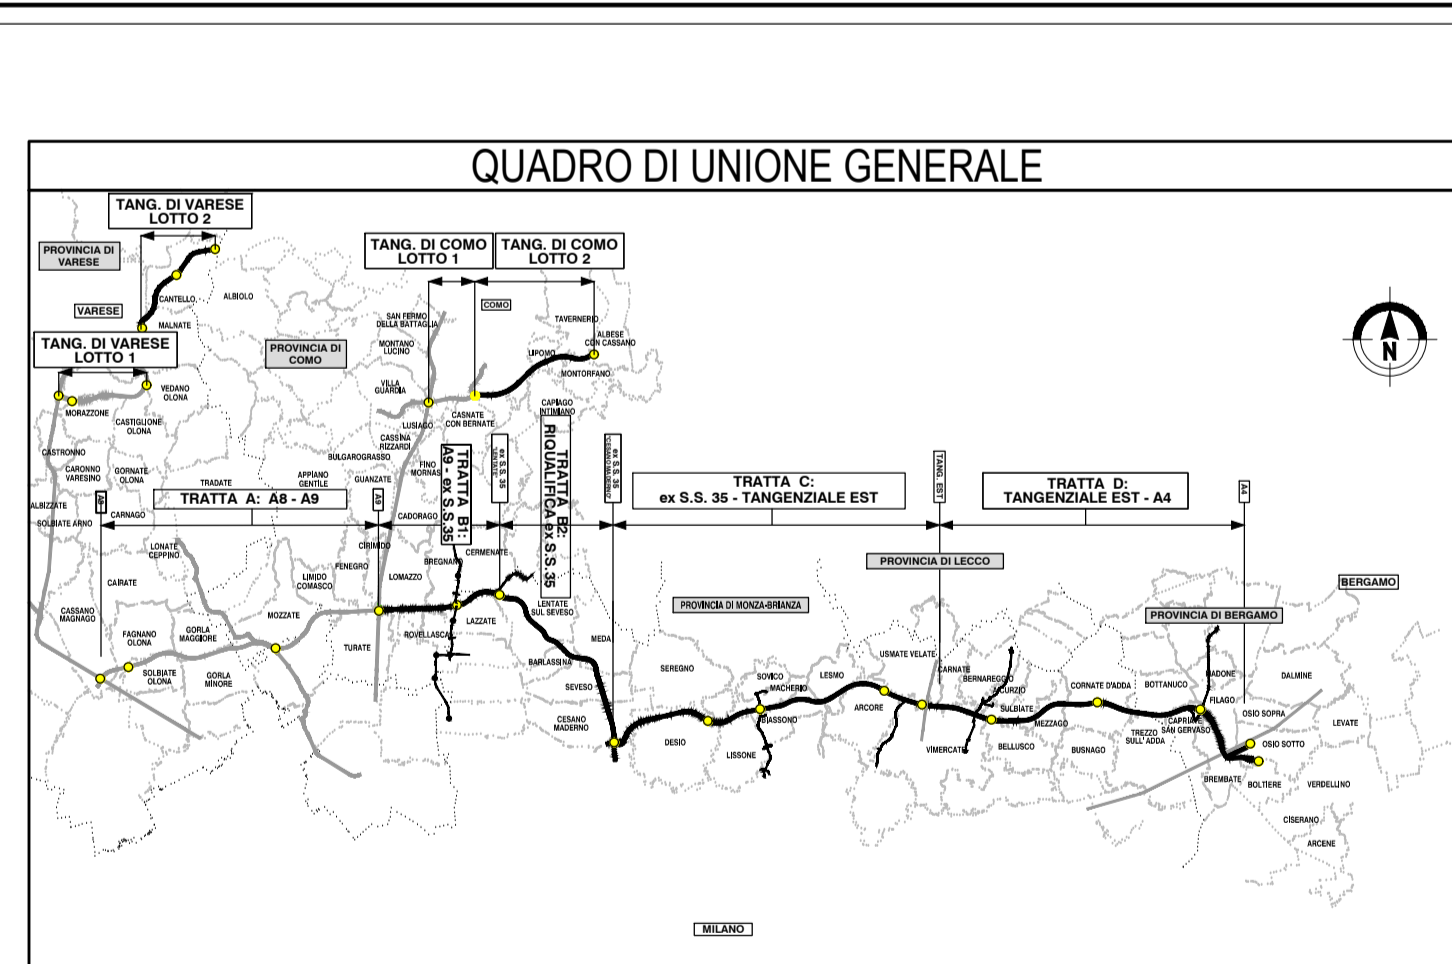 QUADRO DI UNIONE GENERALE
TANG. DI VARESE
LOTTO 2
PROVINCIA DI
VARESE
CANTELLO
ALBIOLO
VARESE
MALNATE
TANG. DI VARESE
LOTTO 1
TANG. DI COMO
LOTTO 1
TANG. DI COMO
LOTTO 2
COMO
SAN FERMO
DELLA BATTAGLIA
TAVERNERIO
ALBESE
CON CASSANO
PROVINCIA DI
COMO
MONTANO
LUCINO
LIPOMO
MONTORFANO
VILLA
GUARDIA
VEDANO
OLONA
MORAZZONE
CASTIGLIONE
OLONA
CAPIAGO
INTIMIANO
CASNATE
CON BERNATE
LUSIAGO
CASSINA
RIZZARDI
CASTRONNO
BULGAROGRASSO
CARONNO
VARESINO
GORNATE
OLONA
TRADATE
APPIANO
GENTILE
GUANZATE
FINO
MORNAS
ALBIZZATE
SOLBIATE ARNO
CARNAGO
A8
TRATTA A: A8 - A9
A9
CADORAGO
TRATTA B1:
A9 - ex S.S.35
ex S.S. 35
"LENTATE"
TRATTA B2:
RIQUALIFICA ex S.S.35
ex S.S. 35
"CESANO MADERNO"
TRATTA C:
ex S.S. 35 - TANGENZIALE EST
TANG. EST
TRATTA D:
TANGENZIALE EST - A4
A4
N
LONATE
CEPPINO
CIRIMIDO
CERMENATE
BREGNANO
FENEGRO
LOMAZZO
LIMIDO
COMASCO
CAIRATE
PROVINCIA DI LECCO
BERGAMO
CASSANO
MAGNAGO
MOZZATE
LENTATE
SUL SEVESO
PROVINCIA DI MONZA-BRIANZA
PROVINCIA DI BERGAMO
LAZZATE
FAGNANO
OLONA
GORLA
MAGGIORE
ROVELLASCA
MEDA
TURATE
USMATE VELATE
BARLASSINA
SEREGNO
SOLBIATE
OLONA
GORLA
MINORE
SOVICO
MACHERIO
LESMO
CARNATE
BERNAREGGIO
AICURZIO
CORNATE D'ADDA
BOTTANUCO
MADONE
DALMINE
SEVESO
FILAGO
ARCORE
SULBIATE
OSIO SOPRA
CESANO
MADERNO
BIASSONO
MEZZAGO
CAPRIATE
SAN GERVASO
LEVATE
TREZZO
SULL' ADDA
DESIO
LISSONE
VIMERCATE
BELLUSCO
BUSNAGO
OSIO SOTTO
BREMBATE
BOLTIERE
VERDELLINO
CISERANO
ARCENE
MILANO